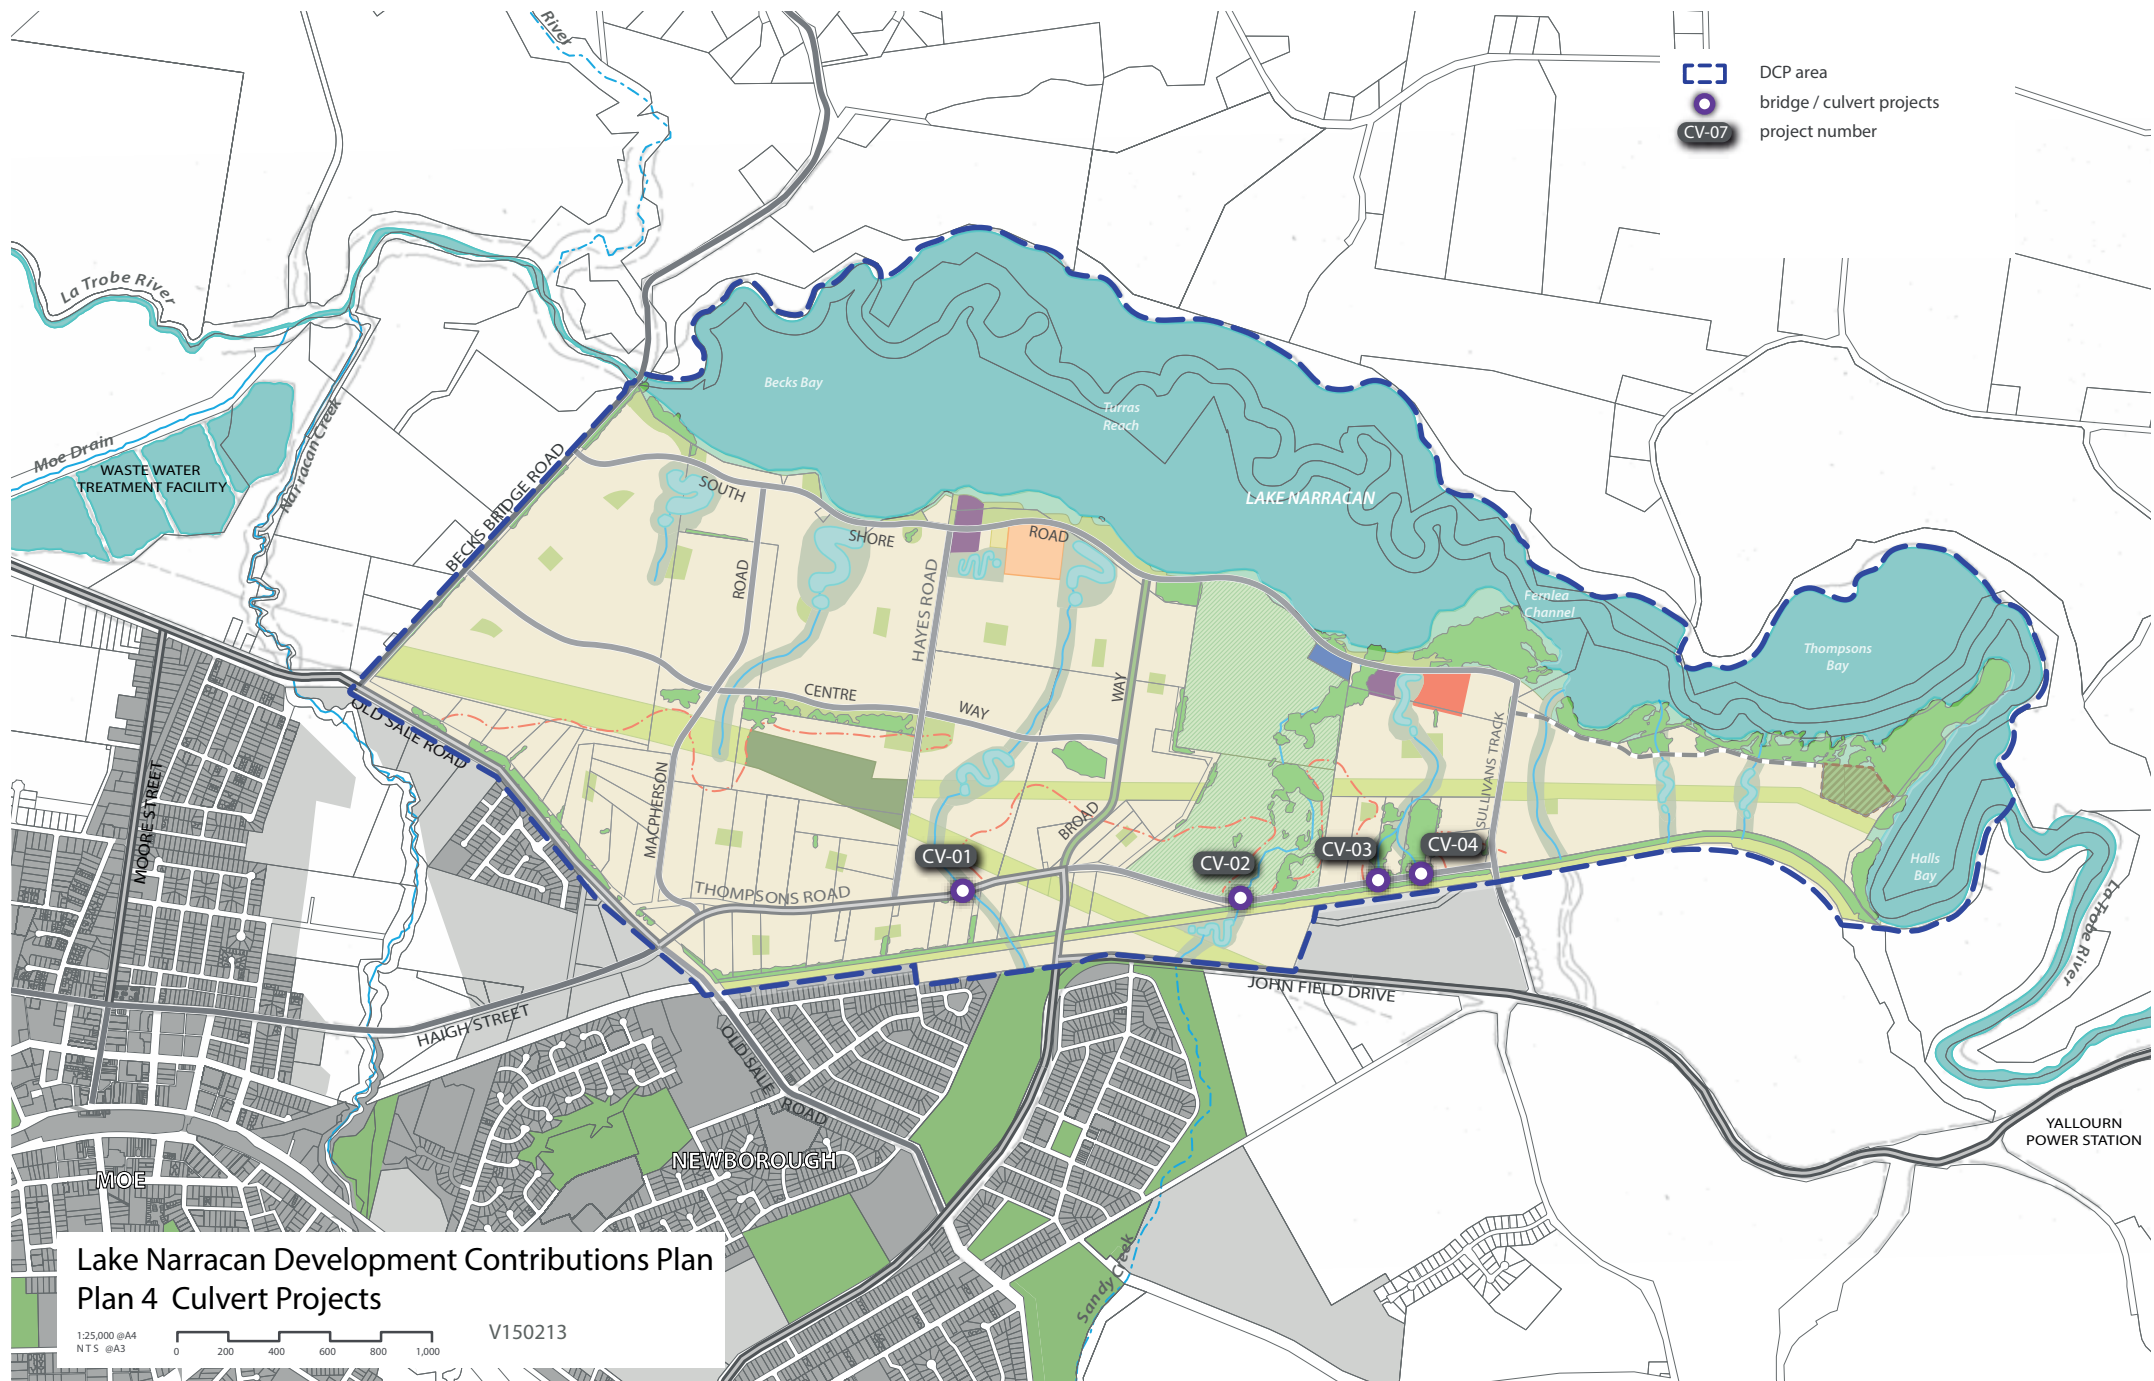 River
DCP area
bridge / culvert projects
CV-07
project number
La Trobe River
Becks Bay
Turras
Reach
Moe Drain
WASTE WATER
TREATMENT FACILITY
Narracan Creek
BECKS BRIDGE ROAD
SOUTH
SHORE
ROAD
LAKE NARRACAN
ROAD
HAYES ROAD
Fernlea
Channel
Thompsons
Bay
CENTRE
WAY
WAY
OLD SALE ROAD
MOORE STREET
MACPHERSON
BROAD
SULLIVANS TRACK
CV-01
CV-02
CV-03
CV-04
Halls
Bay
THOMPSONS ROAD
La Trobe River
JOHN FIELD DRIVE
HAIGH STREET
OLD SALE
ROAD
YALLOURN
POWER STATION
NEWBOROUGH
MOE
Sandy Creek
Lake Narracan Development Contributions Plan
Plan 4 Culvert Projects
1:25,000 @A4
N T S @A3
0 200 400 600 800 1,000
V150213